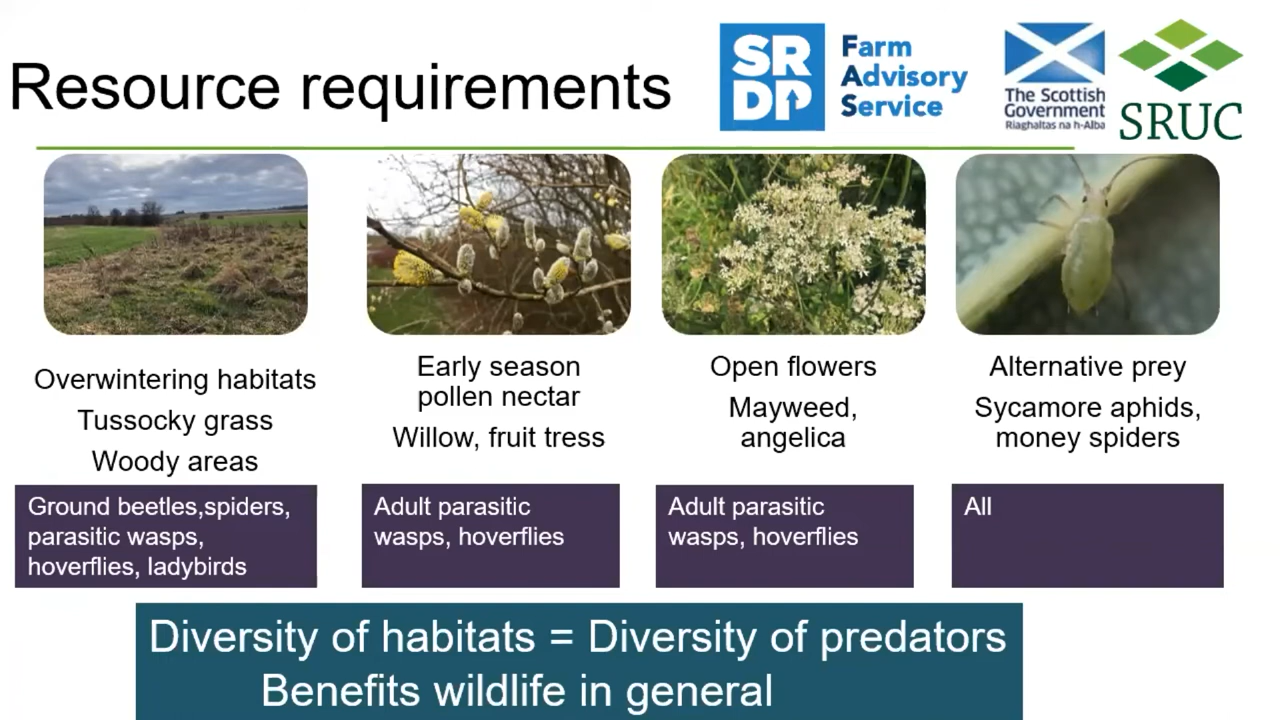 Resource requirements
SR
DP
Farm
Advisory
Service
The Scottish
Government
Riaghaltas na h-Alba
SRUC
Overwintering habitats
Tussocky grass
Woody areas
Early season
pollen nectar
Willow, fruit tress
Open flowers
Mayweed,
angelica
Alternative prey
Sycamore aphids,
money spiders
Ground beetles,spiders,
parasitic wasps,
hoverflies, ladybirds
Adult parasitic
wasps, hoverflies
Adult parasitic
wasps, hoverflies
All
Diversity of habitats = Diversity of predators
Benefits wildlife in general